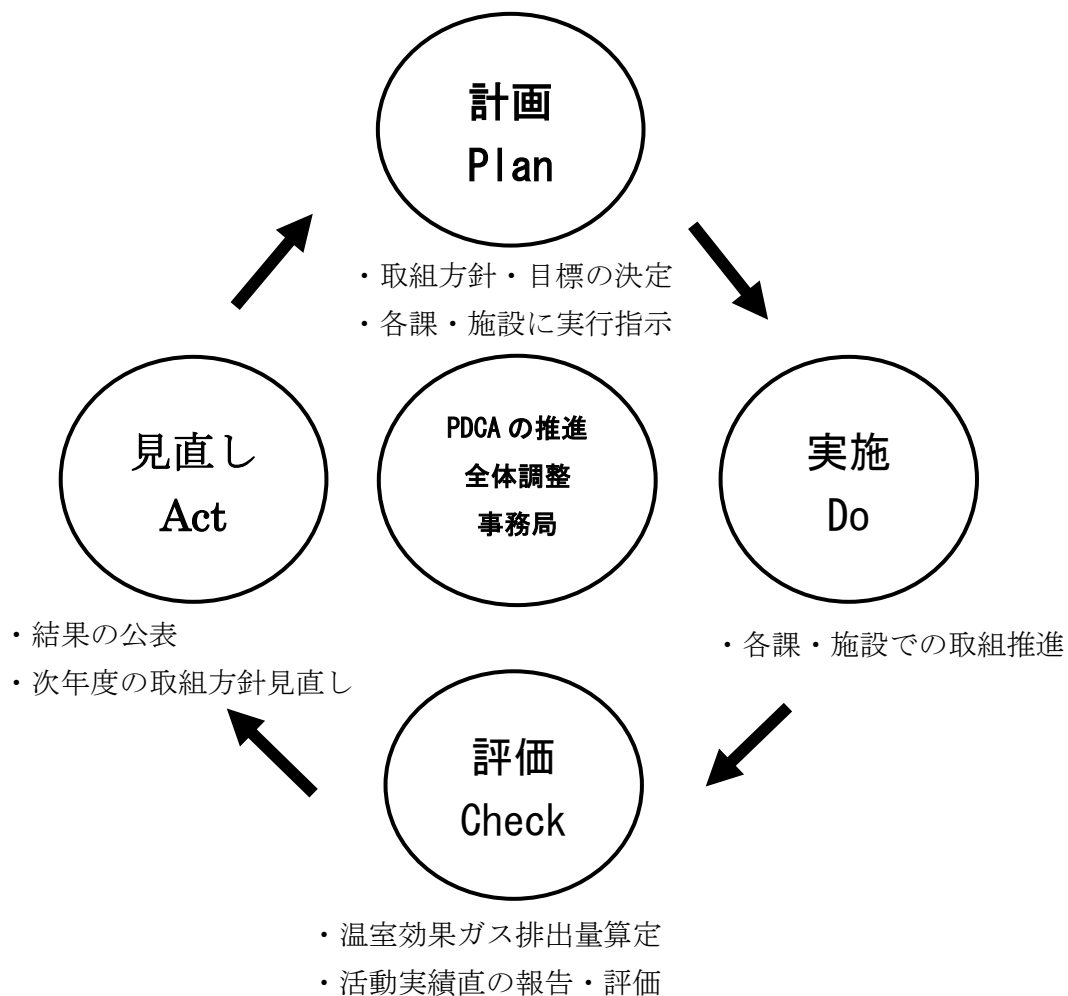 計画
Plan
・取組方針・目標の決定
・各課・施設に実行指示
見直し
Act
PDCA の推進
全体調整
事務局
実施
Do
・結果の公表
・次年度の取組方針見直し
・各課・施設での取組推進
評価
Check
・温室効果ガス排出量算定
・活動実績直の報告・評価